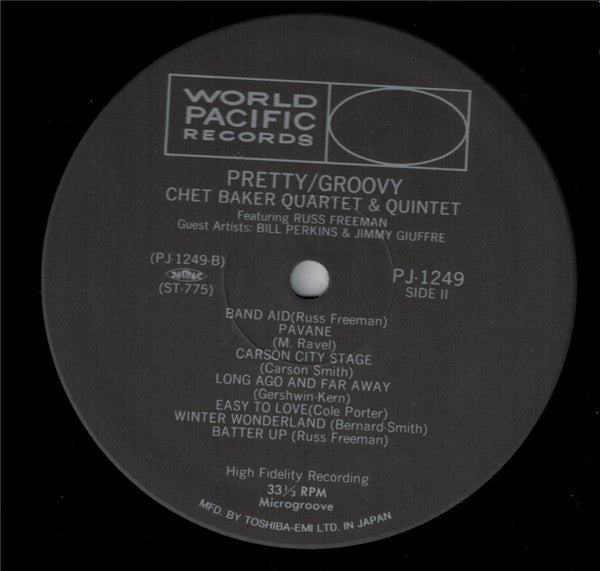 WORLD
PACIFIC
RECORDS
PRETTY/GROOVY
CHET BAKER QUARTET & QUINTET
Featuring RUSS FREEMAN
Guest Artists: BILL PERKINS & JIMMY GIUFFRE
(PJ-1249-B)
(ST-775)
PJ-1249
SIDE II
BAND AID(Russ Freeman)
PAVANE
(M. Ravel)
CARSON CITY STAGE
(Carson Smith)
LONG AGO AND FAR AWAY
(Gershwin-Kern)
EASY TO LOVE(Cole Porter)
WINTER WONDERLAND (Bernard-Smith)
BATTER UP (Russ Freeman)
High Fidelity Recording
33⅓ RPM
Microgroove
MFD. BY TOSHIBA-EMI LTD. IN JAPAN